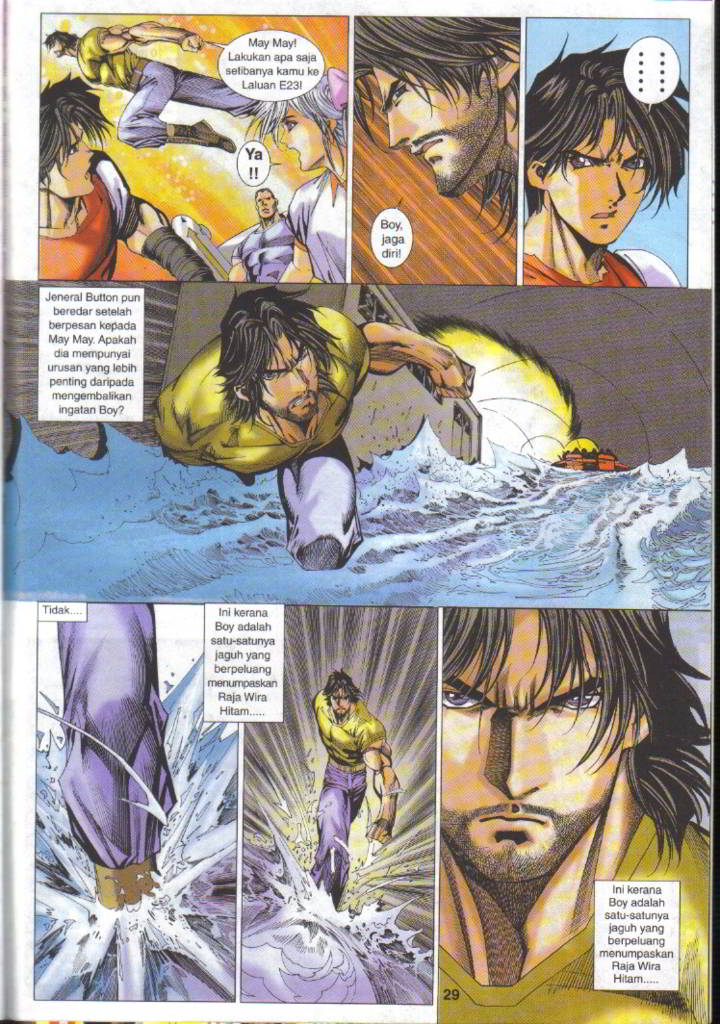 May May!
Lakukan apa saja
setibanya kamu ke
Laluan E23!
Ya
!!
Boy,
jaga
diri!
Jeneral Button pun
beredar setelah
berpesan kepada
May May. Apakah
dia mempunyai
urusan yang lebih
penting daripada
mengembalikan
ingatan Boy?
Tidak....
Ini kerana
Boy adalah
satu-satunya
jaguh yang
berpeluang
menumpaskan
Raja Wira
Hitam.....
Ini kerana
Boy adalah
satu-satunya
jaguh yang
berpeluang
menumpaskan
Raja Wira
Hitam.....
29